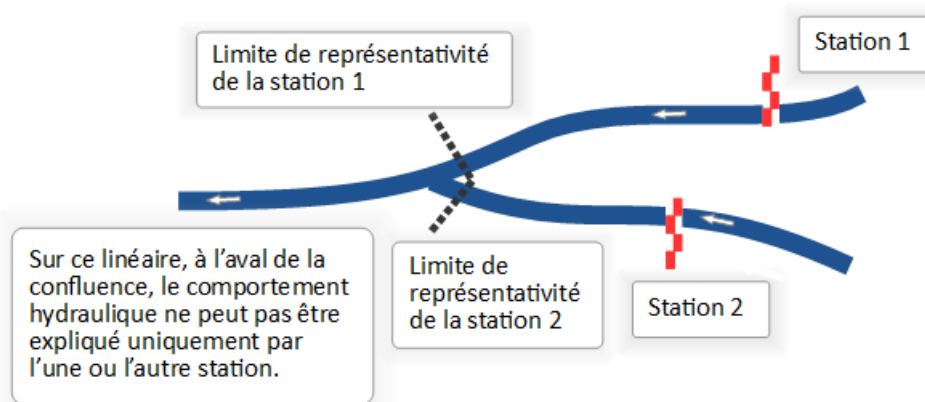 Limite de représentativité
de la station 1
Station 1
Sur ce linéaire, à l’aval de la
confluence, le comportement
hydraulique ne peut pas être
expliqué uniquement par
l’une ou l’autre station.
Limite de
représentativité
de la station 2
Station 2